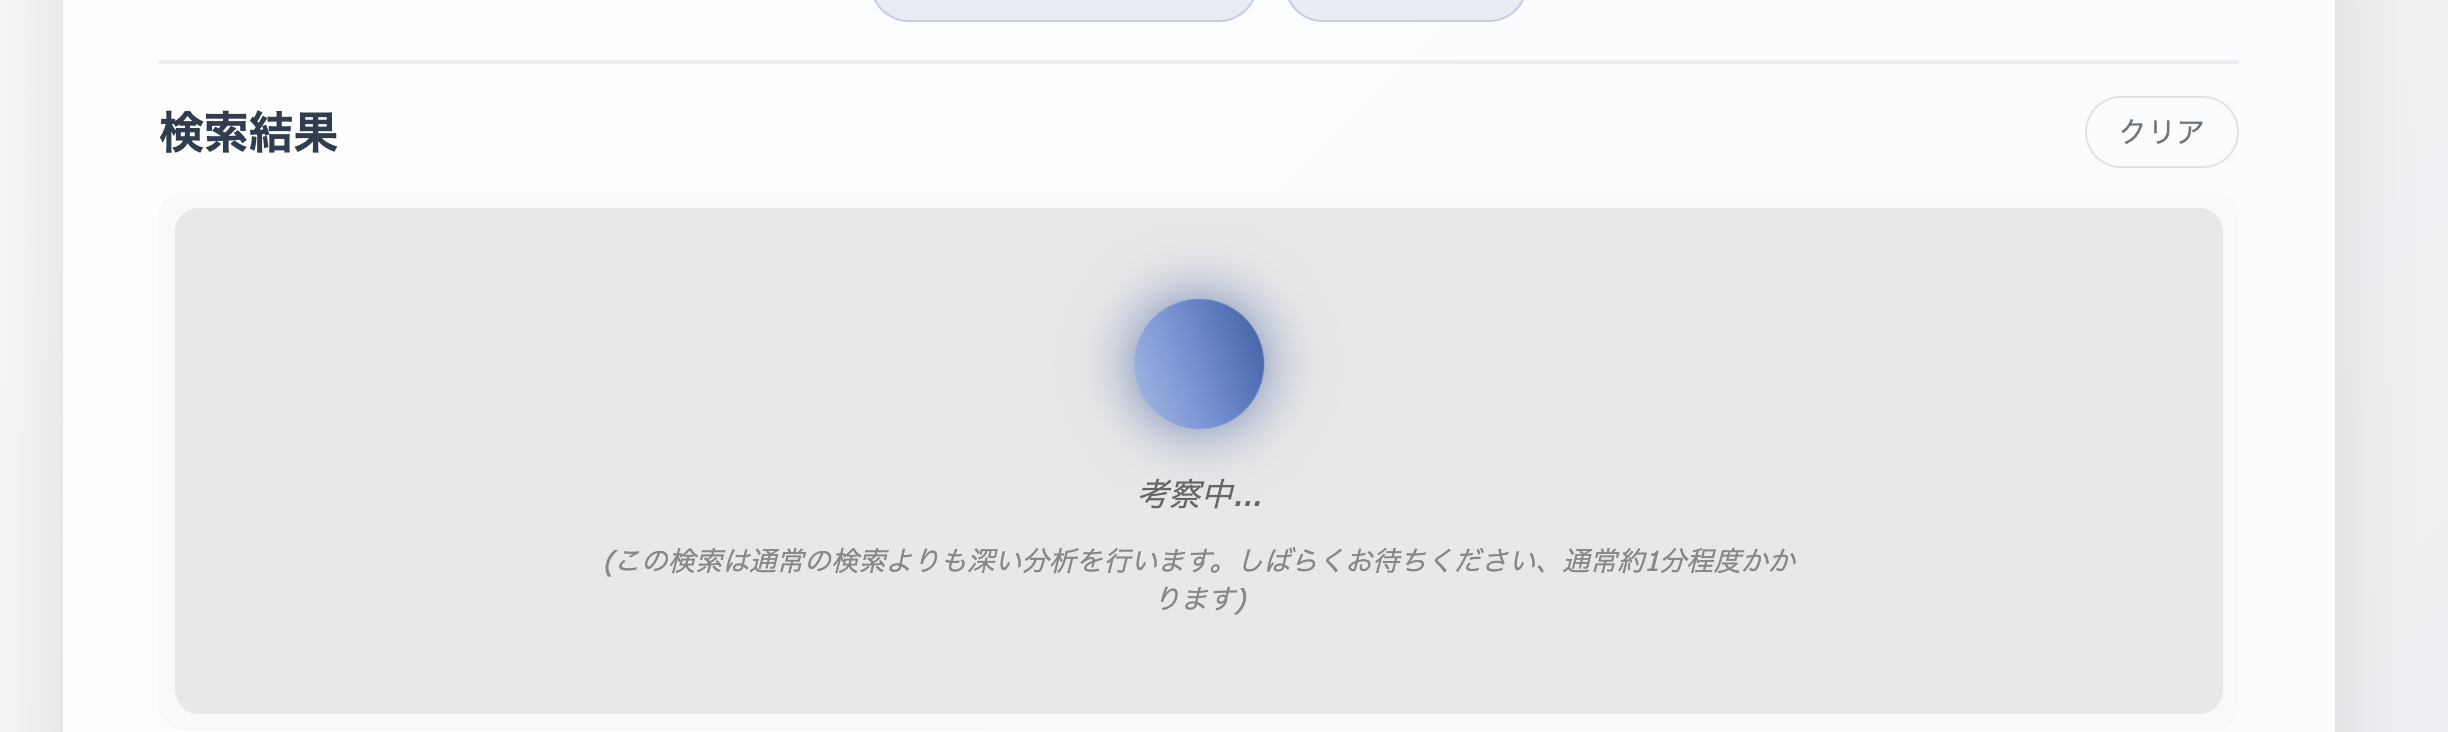 検索結果
クリア
考察中...
(この検索は通常の検索よりも深い分析を行います。しばらくお待ちください、通常約1分程度かか
ります)